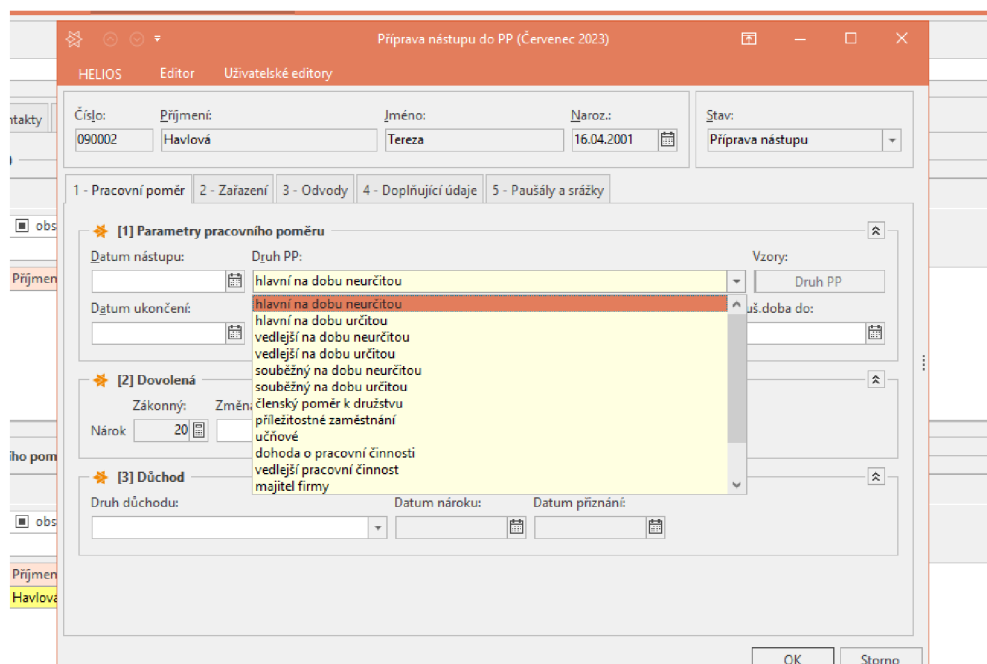 Příprava nástupu do PP (Červenec 2023)
HELIOS Editor Uživatelské editory
ntakty
Číslo: Příjmení: Jméno: Naroz.: Stav:
090002 Havlová Tereza 16.04.2001 Příprava nástupu
1 - Pracovní poměr 2 - Zařazení 3 - Odvody 4 - Doplňující údaje 5 - Paušály a srážky
obs
[1] Parametry pracovního poměru
Datum nástupu: Druh PP: Vzory:
Příjmen
hlavní na dobu neurčitou Druh PP
Datum ukončení: uš.doba do:
hlavní na dobu neurčitou
hlavní na dobu určitou
vedlejší na dobu neurčitou
vedlejší na dobu určitou
souběžný na dobu neurčitou
souběžný na dobu určitou
členský poměr k družstvu
příležitostné zaměstnání
učňové
dohoda o pracovní činnosti
vedlejší pracovní činnost
majitel firmy
[2] Dovolená
Zákonný: Změna
Nárok 20
ího pom
[3] Důchod
Druh důchodu: Datum nároku: Datum přiznání:
obs
Příjmen
Havlová
OK Storno